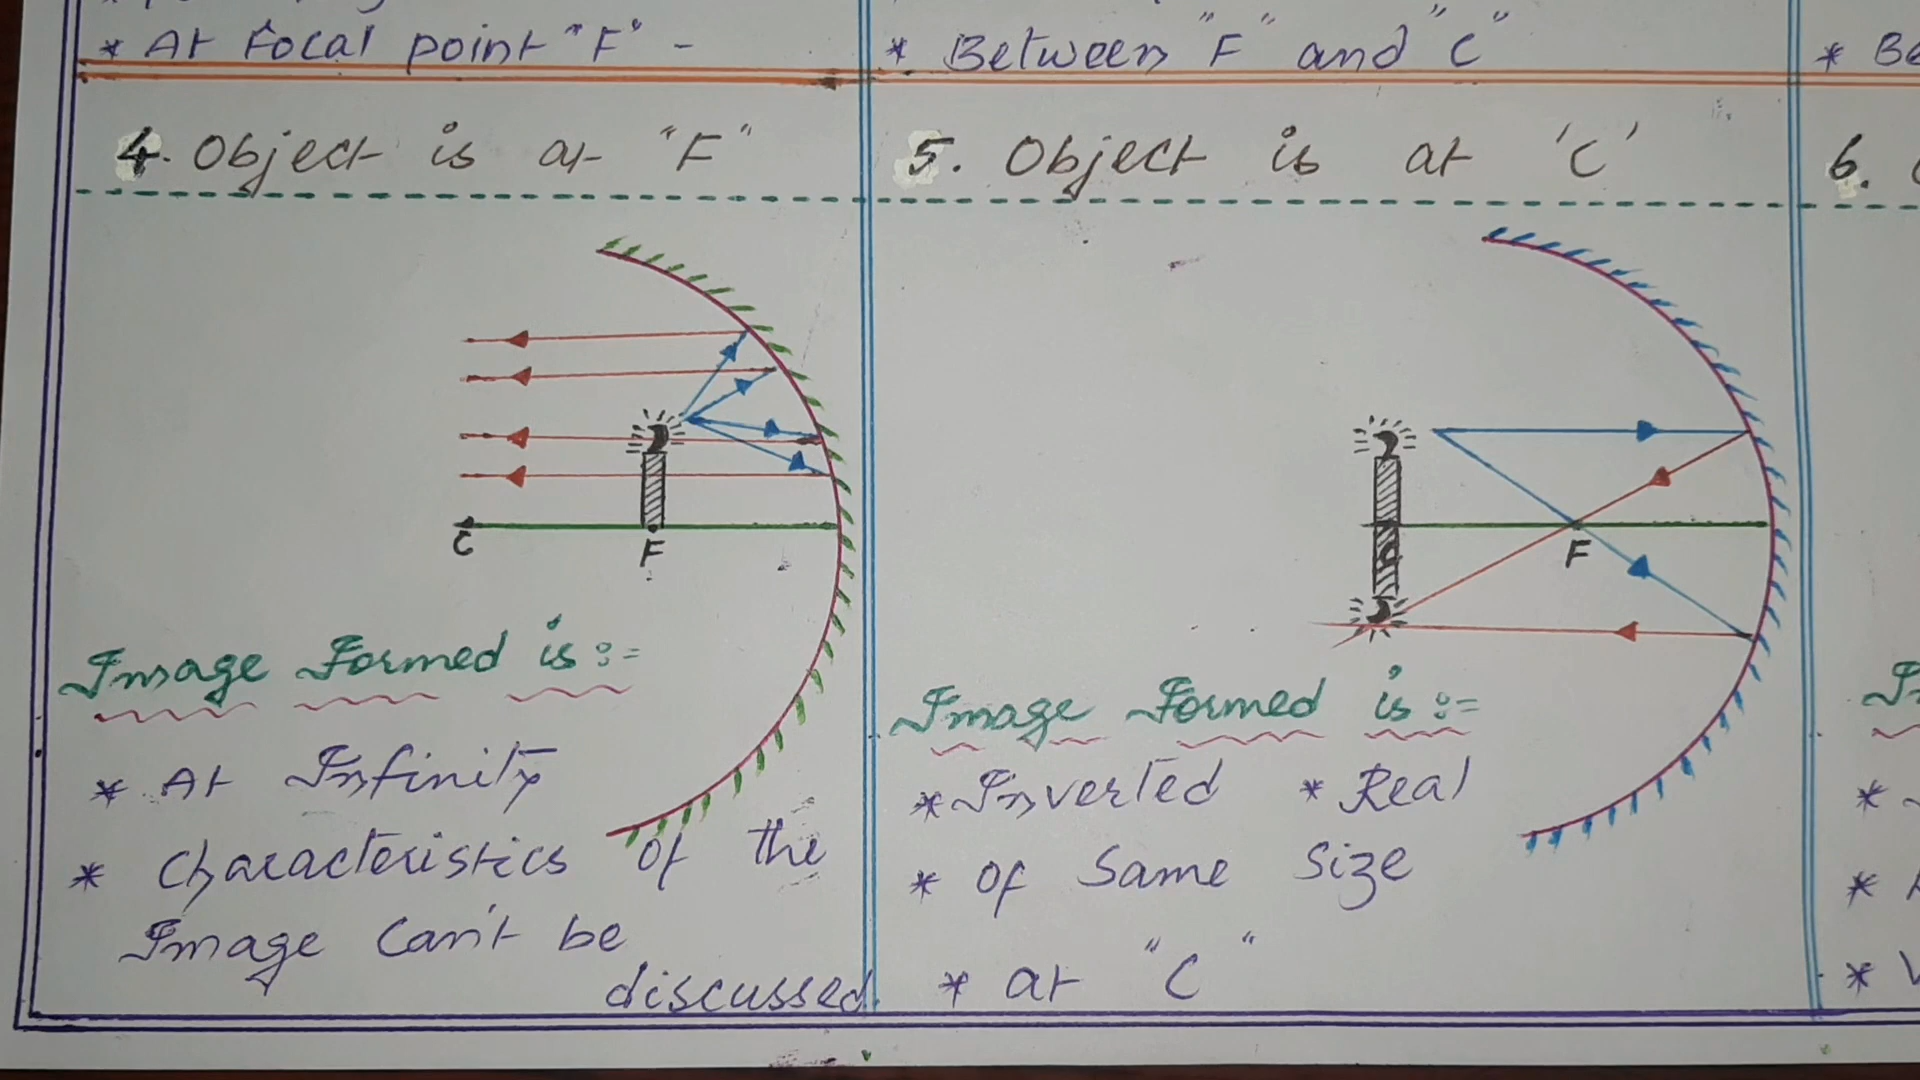 * At Focal point "F" -
* Between "F" and "C"
* Be
4. Object is at "F"
5. Object is at 'C'
6.
C
F
C
F
Image Formed is :=
* At Infinity
* Characteristics of the
Image Can't be
discussed.
Image Formed is :=
* Inverted * Real
* of Same Size
* at "C"